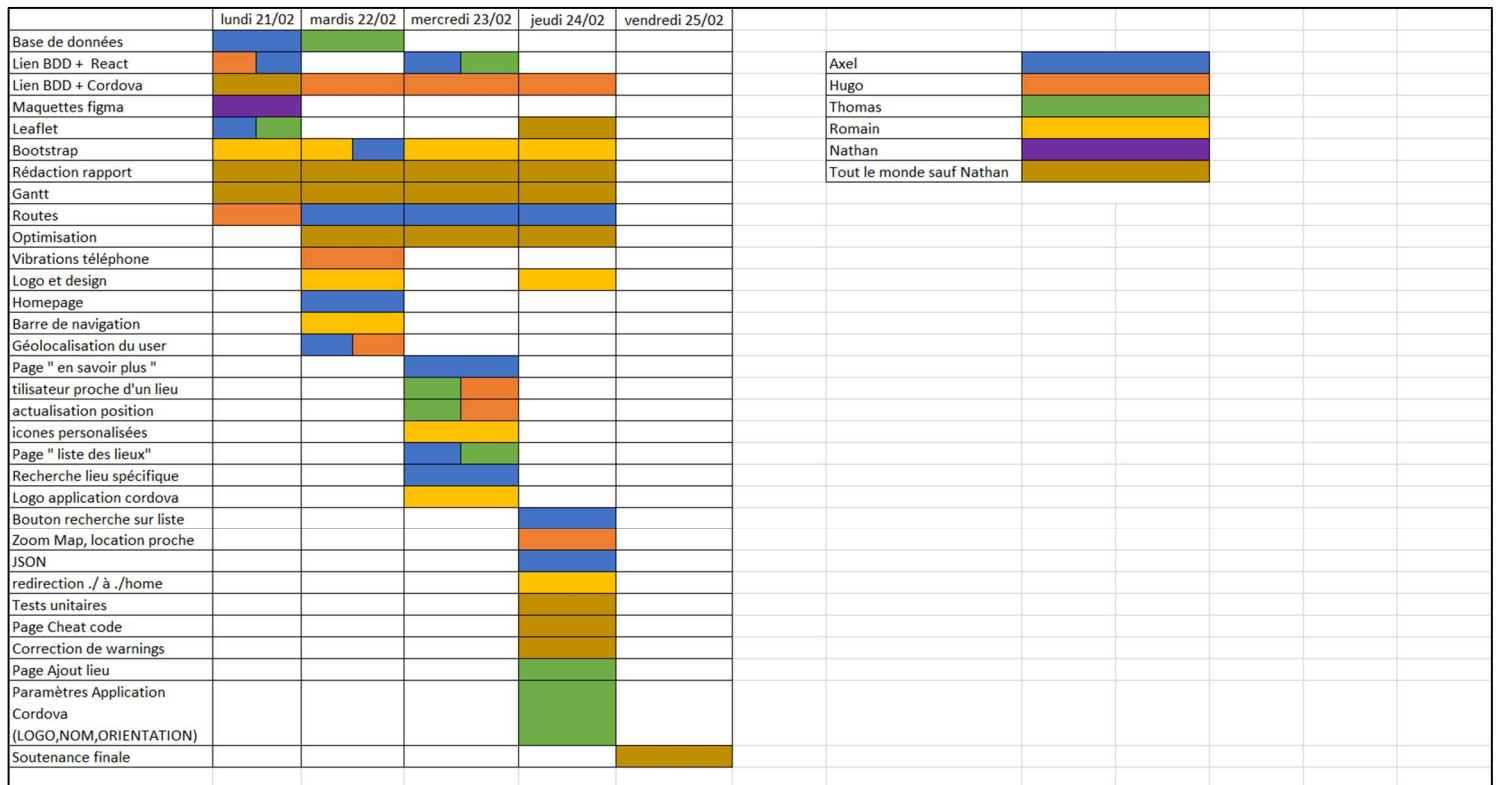 lundi 21/02 mardis 22/02 mercredi 23/02 jeudi 24/02 vendredi 25/02
Base de données
Lien BDD + React
Lien BDD + Cordova
Maquettes figma
Leaflet
Bootstrap
Rédaction rapport
Gantt
Routes
Optimisation
Vibrations téléphone
Logo et design
Homepage
Barre de navigation
Géolocalisation du user
Page " en savoir plus "
tilisateur proche d'un lieu
actualisation position
icones personalisées
Page " liste des lieux"
Recherche lieu spécifique
Logo application cordova
Bouton recherche sur liste
Zoom Map, location proche
JSON
redirection ./ à ./home
Tests unitaires
Page Cheat code
Correction de warnings
Page Ajout lieu
Paramètres Application
Cordova
(LOGO,NOM,ORIENTATION)
Soutenance finale
Axel
Hugo
Thomas
Romain
Nathan
Tout le monde sauf Nathan